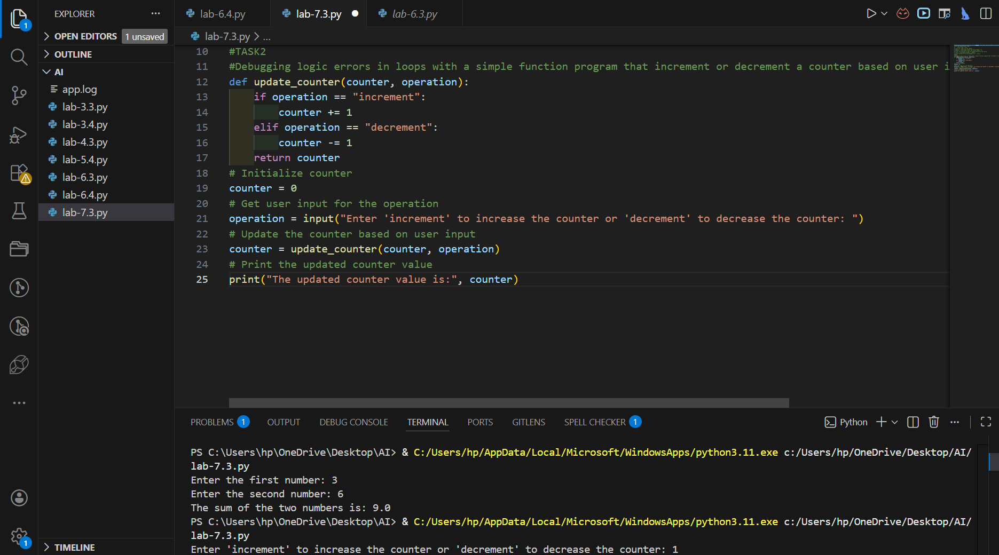 EXPLORER
OPEN EDITORS 1 unsaved
OUTLINE
AI
app.log
lab-3.3.py
lab-3.4.py
lab-4.3.py
lab-5.4.py
lab-6.3.py
lab-6.4.py
lab-7.3.py
TIMELINE
1
1
lab-6.4.py lab-7.3.py lab-6.3.py
lab-7.3.py > ...
10 #TASK2
11 #Debugging logic errors in loops with a simple function program that increment or decrement a counter based on user i
12 def update_counter(counter, operation):
13     if operation == "increment":
14         counter += 1
15     elif operation == "decrement":
16         counter -= 1
17     return counter
18 # Initialize counter
19 counter = 0
20 # Get user input for the operation
21 operation = input("Enter 'increment' to increase the counter or 'decrement' to decrease the counter: ")
22 # Update the counter based on user input
23 counter = update_counter(counter, operation)
24 # Print the updated counter value
25 print("The updated counter value is:", counter)
PROBLEMS 1 OUTPUT DEBUG CONSOLE TERMINAL PORTS GITLENS SPELL CHECKER 1 Python
PS C:\Users\hp\OneDrive\Desktop\AI> & C:/Users/hp/AppData/Local/Microsoft/WindowsApps/python3.11.exe c:/Users/hp/OneDrive/Desktop/AI/
lab-7.3.py
Enter the first number: 3
Enter the second number: 6
The sum of the two numbers is: 9.0
PS C:\Users\hp\OneDrive\Desktop\AI> & C:/Users/hp/AppData/Local/Microsoft/WindowsApps/python3.11.exe c:/Users/hp/OneDrive/Desktop/AI/
lab-7.3.py
Enter 'increment' to increase the counter or 'decrement' to decrease the counter: 1